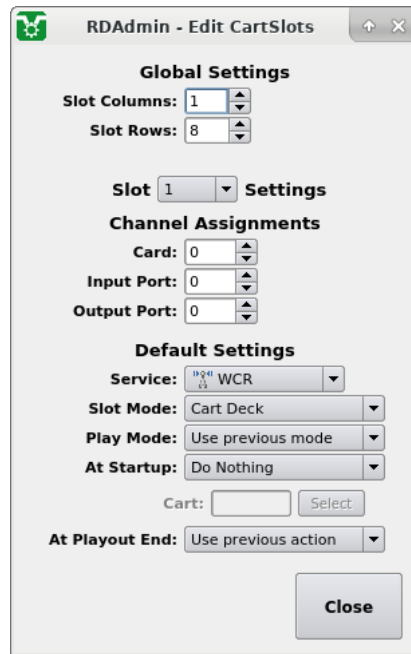 RDAdmin - Edit CartSlots
Global Settings
Slot Columns: 1
Slot Rows: 8
Slot 1 Settings
Channel Assignments
Card: 0
Input Port: 0
Output Port: 0
Default Settings
Service: WCR
Slot Mode: Cart Deck
Play Mode: Use previous mode
At Startup: Do Nothing
Cart: Select
At Playout End: Use previous action
Close